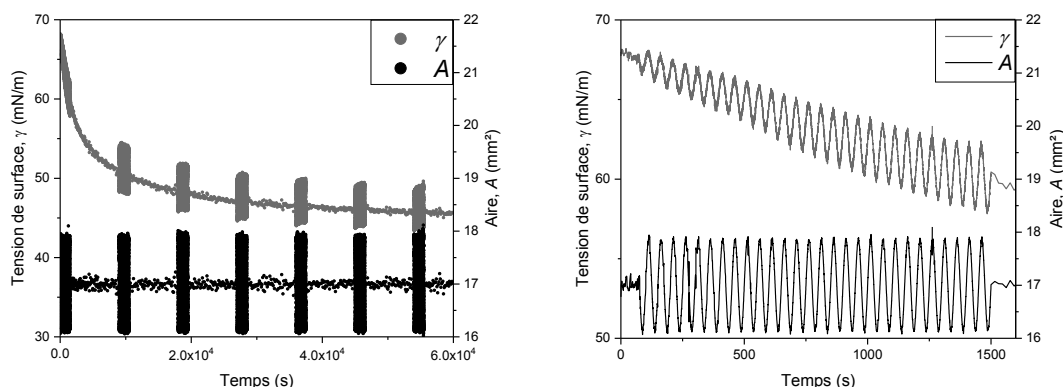 Tension de surface, γ (mN/m)
70
60
50
40
30
0.0
2.0x10⁴
4.0x10⁴
6.0x10⁴
Temps (s)
22
21
20
19
18
17
16
Aire, A (mm²)
γ
A
Tension de surface, γ (mN/m)
70
60
50
0
500
1000
1500
Temps (s)
22
21
20
19
18
17
16
Aire, A (mm²)
γ
A